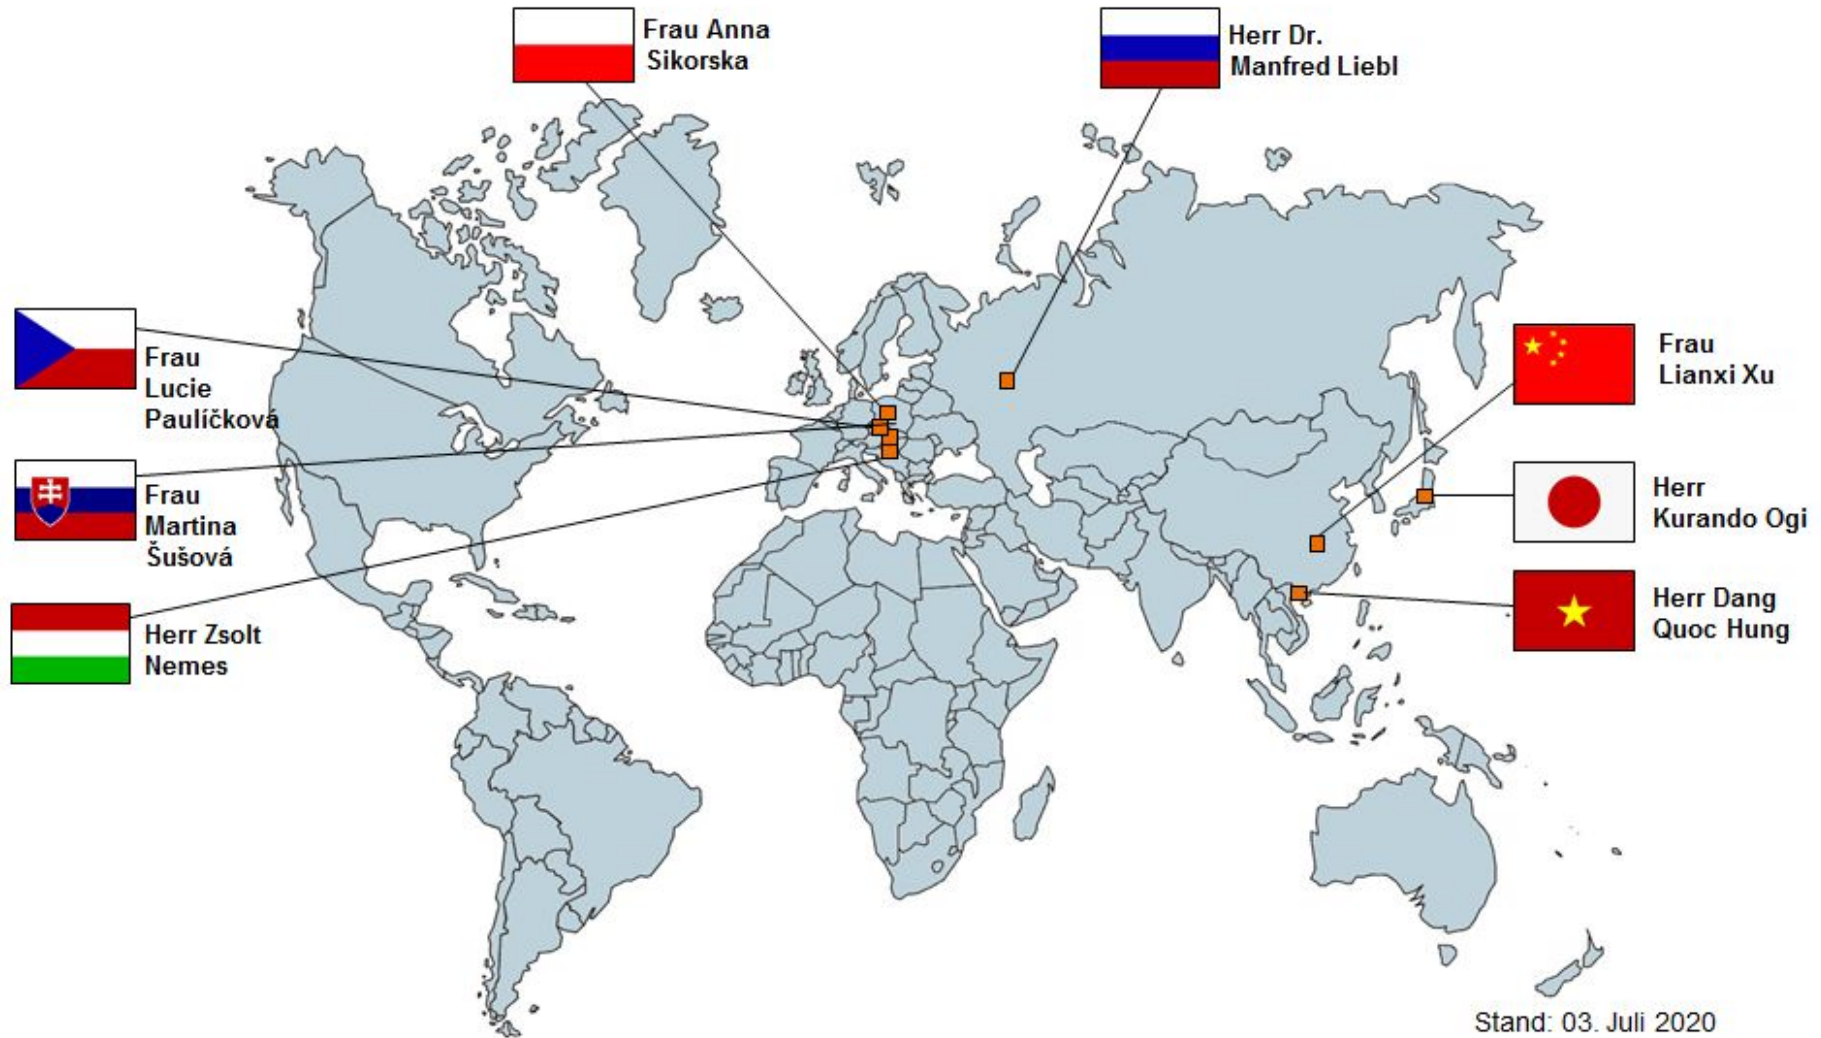 Frau Anna
Sikorska
Herr Dr.
Manfred Liebl
Frau
Lucie
Paulíčková
Frau
Martina
Šušová
Herr Zsolt
Nemes
Frau
Lianxi Xu
Herr
Kurando Ogi
Herr Dang
Quoc Hung
Stand: 03. Juli 2020